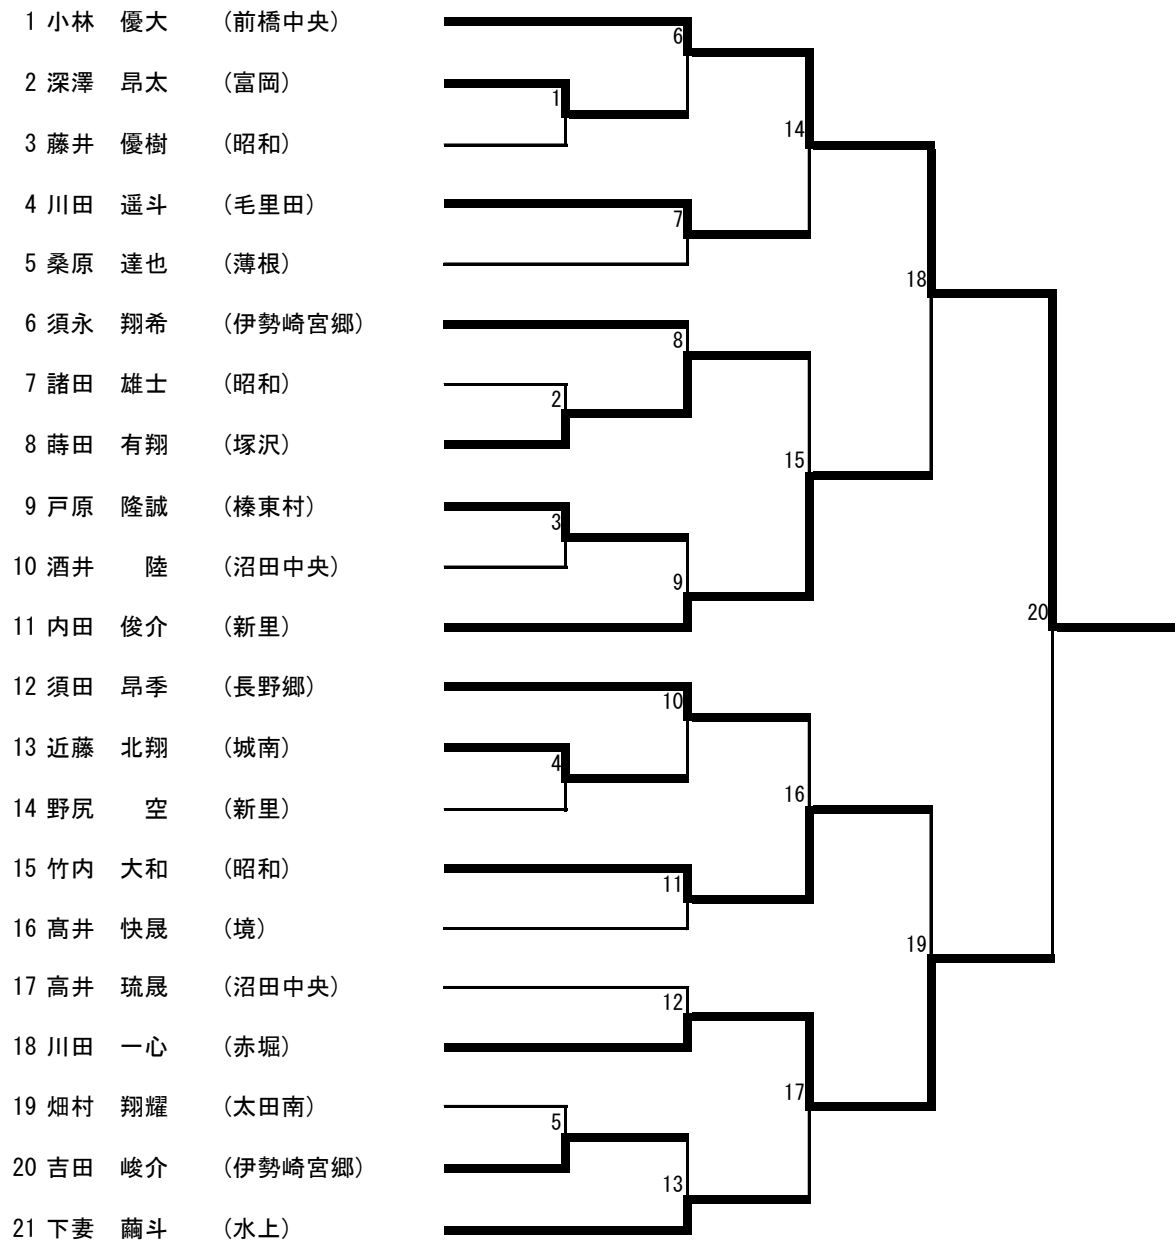 1 小林　優大　（前橋中央）
6
2 深澤　昂太　（富岡）
1
14
3 藤井　優樹　（昭和）
4 川田　遥斗　（毛里田）
7
5 桑原　達也　（薄根）
18
6 須永　翔希　（伊勢崎宮郷）
8
7 諸田　雄士　（昭和）
2
8 蒔田　有翔　（塚沢）
15
9 戸原　隆誠　（榛東村）
3
10 酒井　　陸　（沼田中央）
9
20
11 内田　俊介　（新里）
12 須田　昂季　（長野郷）
10
13 近藤　北翔　（城南）
4
16
14 野尻　　空　（新里）
15 竹内　大和　（昭和）
11
16 髙井　快晟　（境）
19
17 高井　琉晟　（沼田中央）
12
18 川田　一心　（赤堀）
17
19 畑村　翔耀　（太田南）
5
20 吉田　峻介　（伊勢崎宮郷）
13
21 下妻　繭斗　（水上）